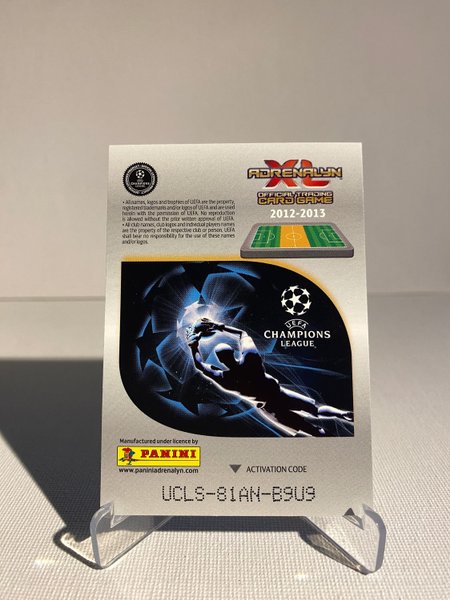 ADRENALYN
XL
OFFICIAL TRADING
CARD GAME
2012-2013
• All names, logos and trophies of UEFA are the property,
registered trademarks and/or logos of UEFA and are used
herein with the permission of UEFA. No reproduction
is allowed without the prior written approval of UEFA.
• All club names, club logos and individual players names
are the property of the respective club or person. UEFA
shall bear no responsibility for the use of these names
and/or logos.
UEFA
CHAMPIONS
LEAGUE
Manufactured under licence by
PANINI
www.paniniadrenalyn.com
ACTIVATION CODE
UCLS-81AN-B9U9